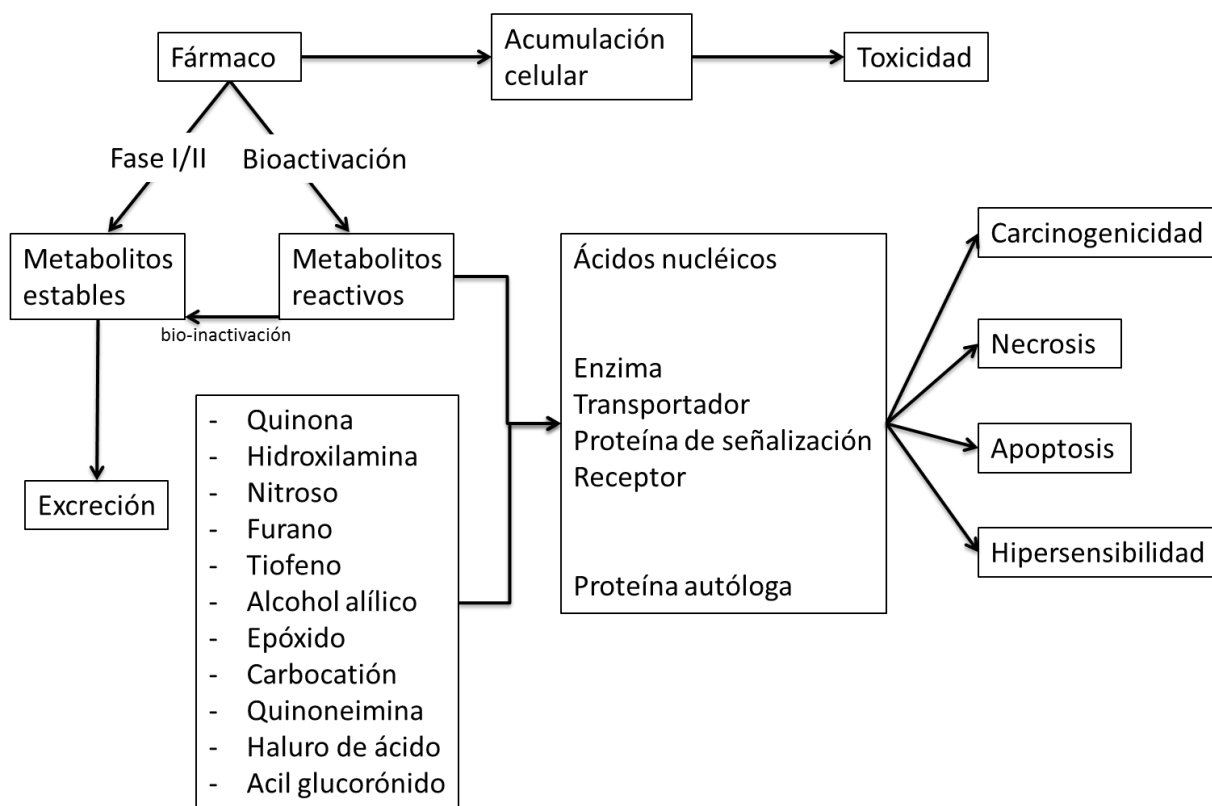 Fármaco
Acumulación
celular
Toxicidad
Fase I/II
Bioactivación
Metabolitos
estables
Metabolitos
reactivos
bio-inactivación
Excreción
- Quinona
- Hidroxilamina
- Nitroso
- Furano
- Tiofeno
- Alcohol alílico
- Epóxido
- Carbocatión
- Quinoneimina
- Haluro de ácido
- Acil glucorónido
Ácidos nucléicos
Enzima
Transportador
Proteína de señalización
Receptor
Proteína autóloga
Carcinogenicidad
Necrosis
Apoptosis
Hipersensibilidad